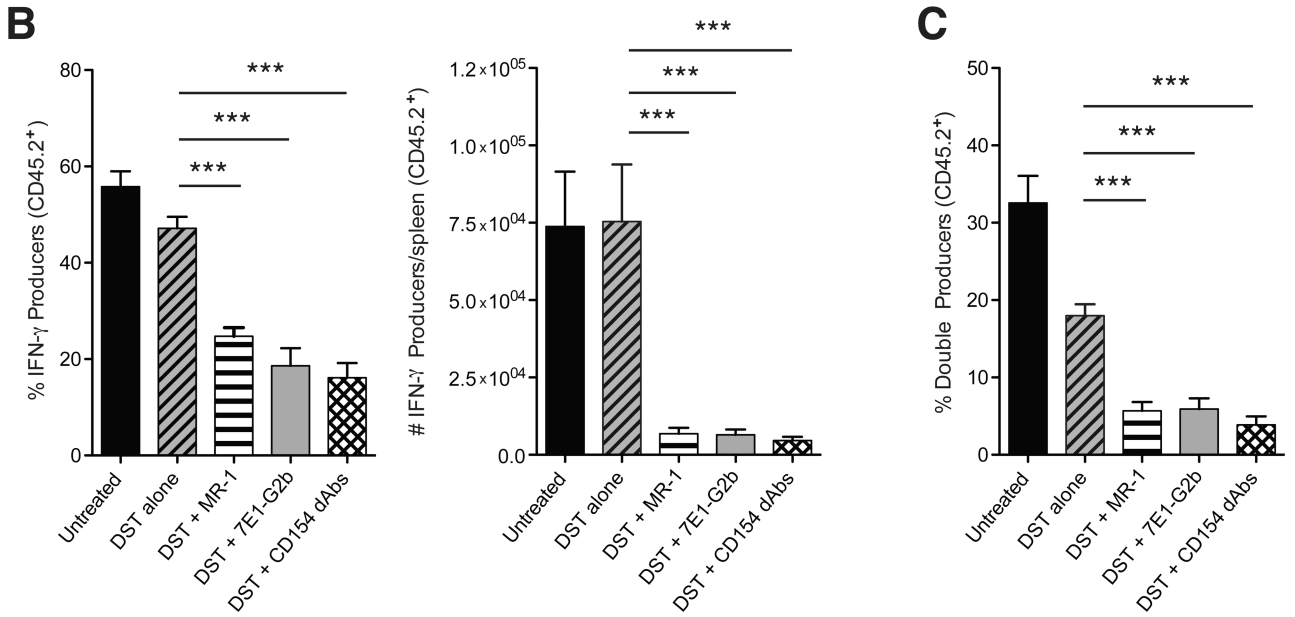 B
% IFN-γ Producers (CD45.2⁺)
80
60
40
20
0
***
***
***
Untreated
DST alone
DST + MR-1
DST + 7E1-G2b
DST + CD154 dAbs
# IFN-γ Producers/spleen (CD45.2⁺)
1.2×10⁰⁵
1.0×10⁰⁵
7.5×10⁰⁴
5.0×10⁰⁴
2.5×10⁰⁴
0.0
***
***
***
Untreated
DST alone
DST + MR-1
DST + 7E1-G2b
DST + CD154 dAbs
C
% Double Producers (CD45.2⁺)
50
40
30
20
10
0
***
***
***
Untreated
DST alone
DST + MR-1
DST + 7E1-G2b
DST + CD154 dAbs